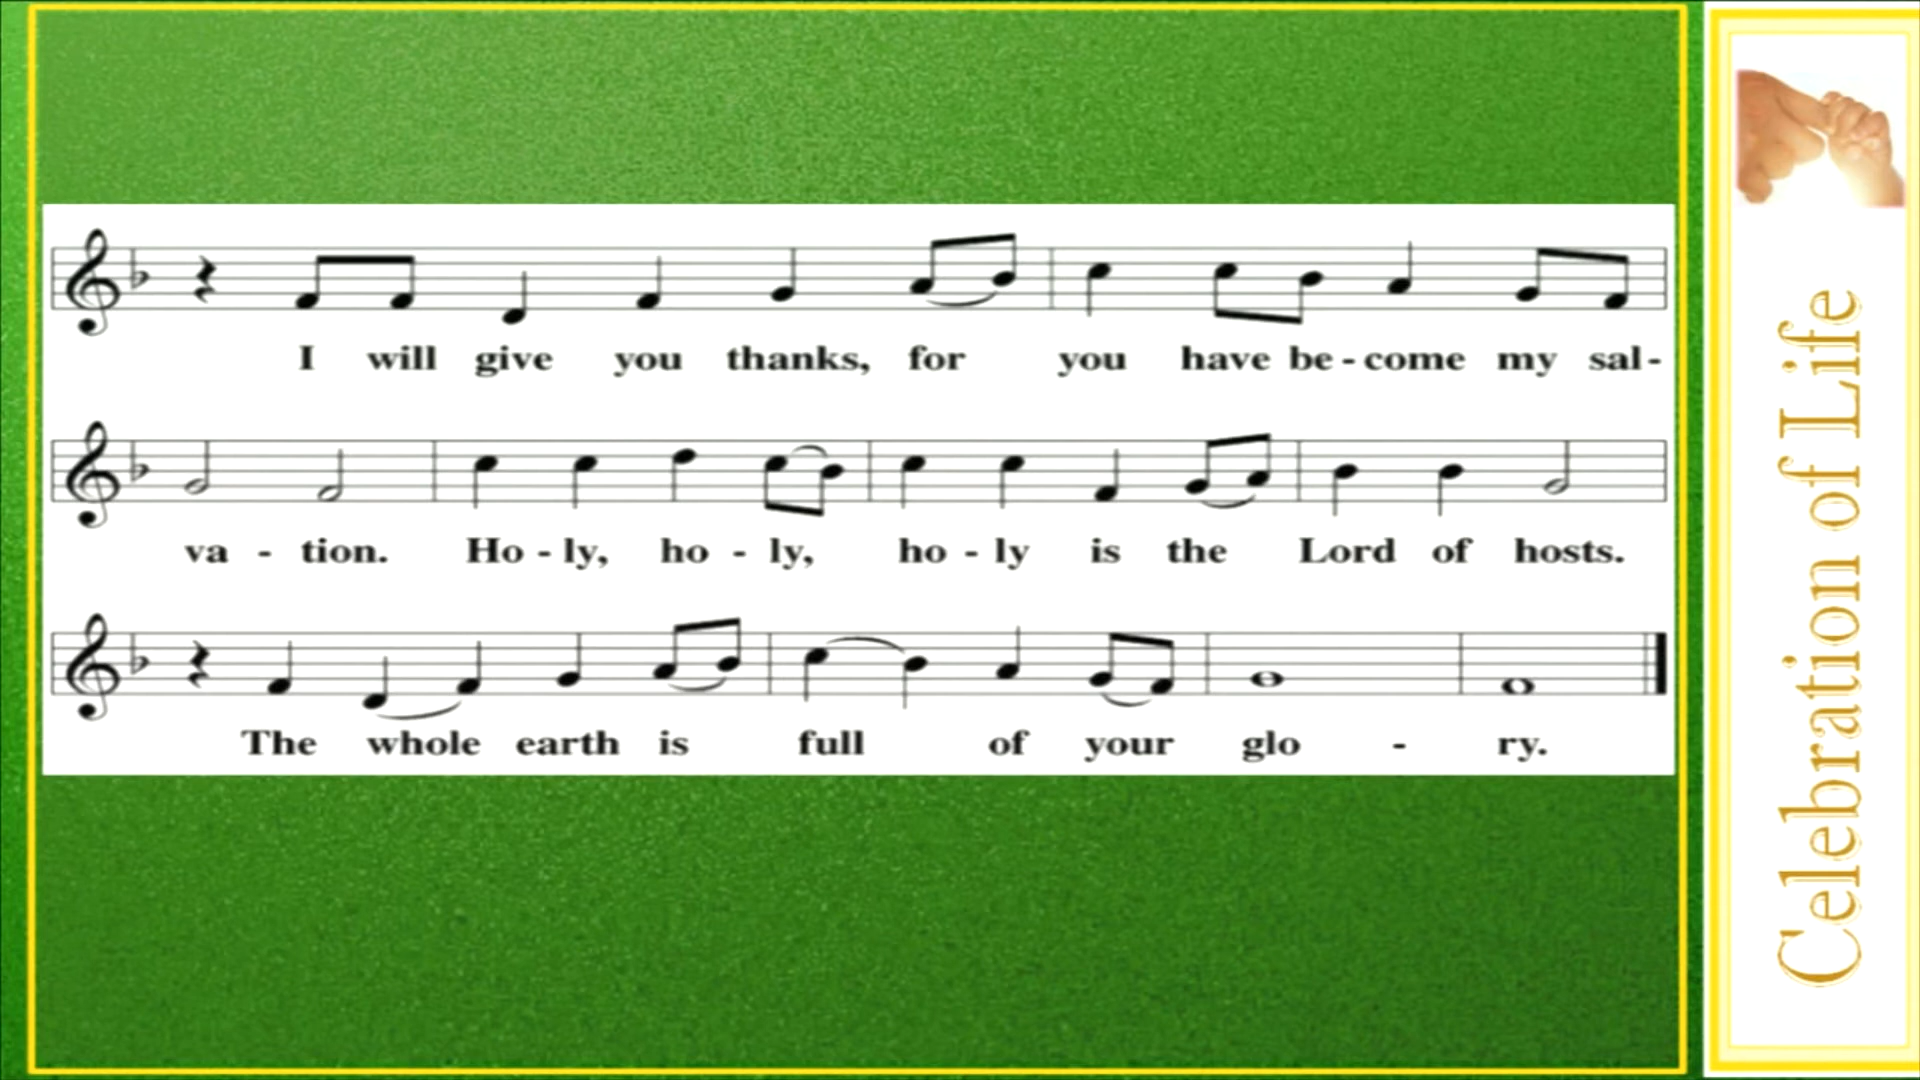 I will give you thanks, for you have be - come my sal -
va - tion. Ho - ly, ho - ly, ho - ly is the Lord of hosts.
The whole earth is full of your glo - ry.
Celebration of Life